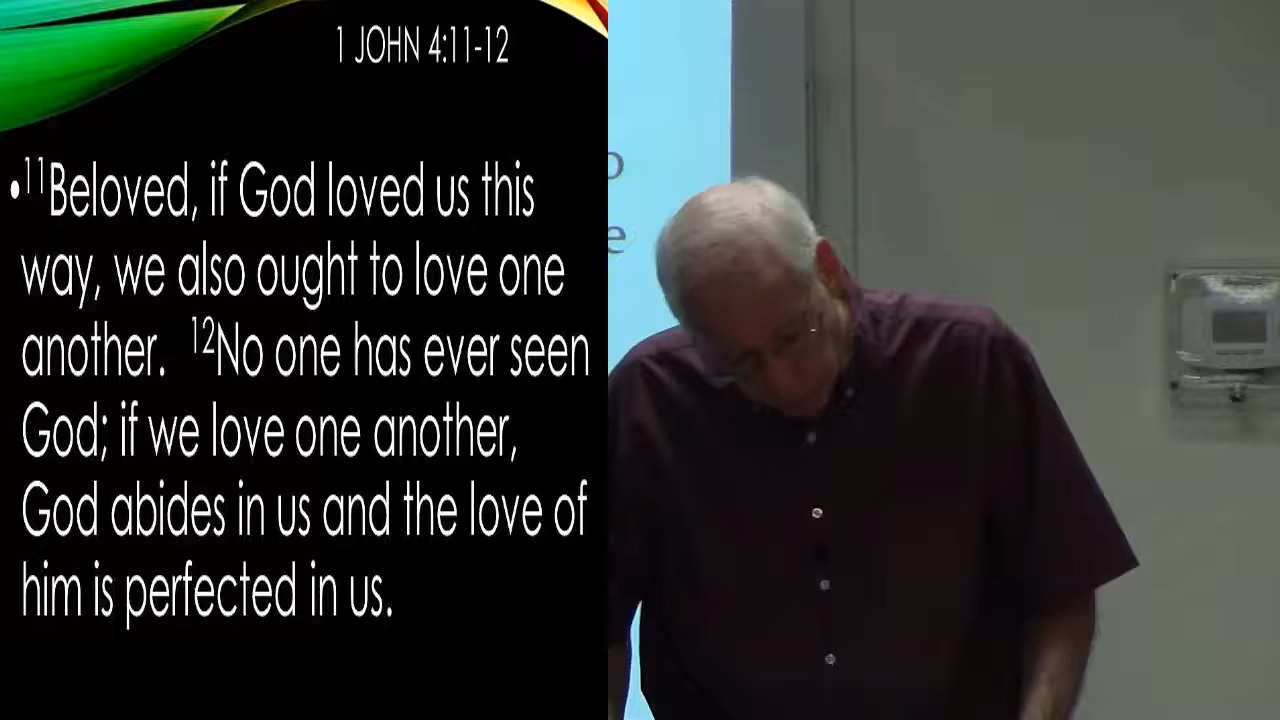 1 JOHN 4:11-12
•11Beloved, if God loved us this
way, we also ought to love one
another. 12No one has ever seen
God; if we love one another,
God abides in us and the love of
him is perfected in us.
o
e